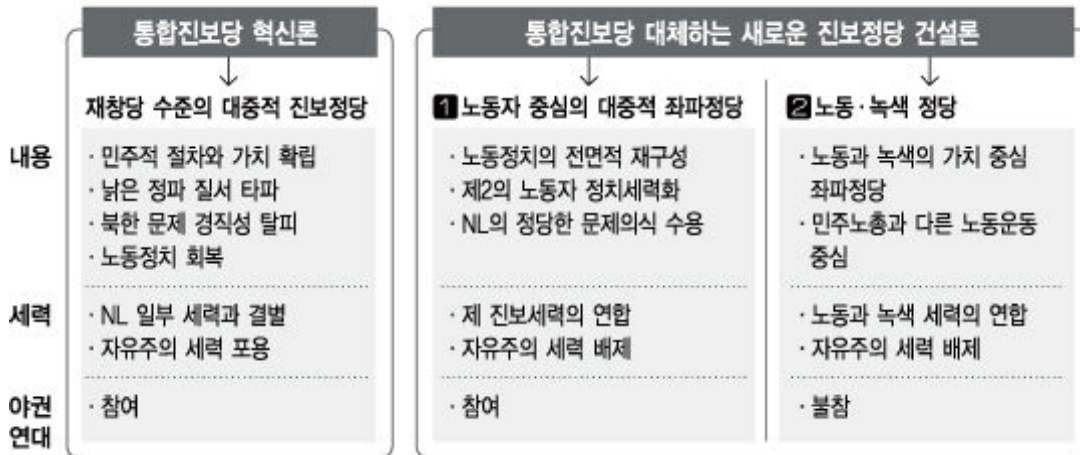 통합진보당 혁신론
통합진보당 대체하는 새로운 진보정당 건설론
재창당 수준의 대중적 진보정당
1 노동자 중심의 대중적 좌파정당
2 노동·녹색 정당
내용
· 민주적 절차와 가치 확립
· 낡은 정파 질서 타파
· 북한 문제 경직성 탈피
· 노동정치 회복
· 노동정치의 전면적 재구성
· 제2의 노동자 정치세력화
· NL의 정당한 문제의식 수용
· 노동과 녹색의 가치 중심
좌파정당
· 민주노총과 다른 노동운동
중심
세력
· NL 일부 세력과 결별
· 자유주의 세력 포용
· 제 진보세력의 연합
· 자유주의 세력 배제
· 노동과 녹색 세력의 연합
· 자유주의 세력 배제
야권
연대
· 참여
· 참여
· 불참